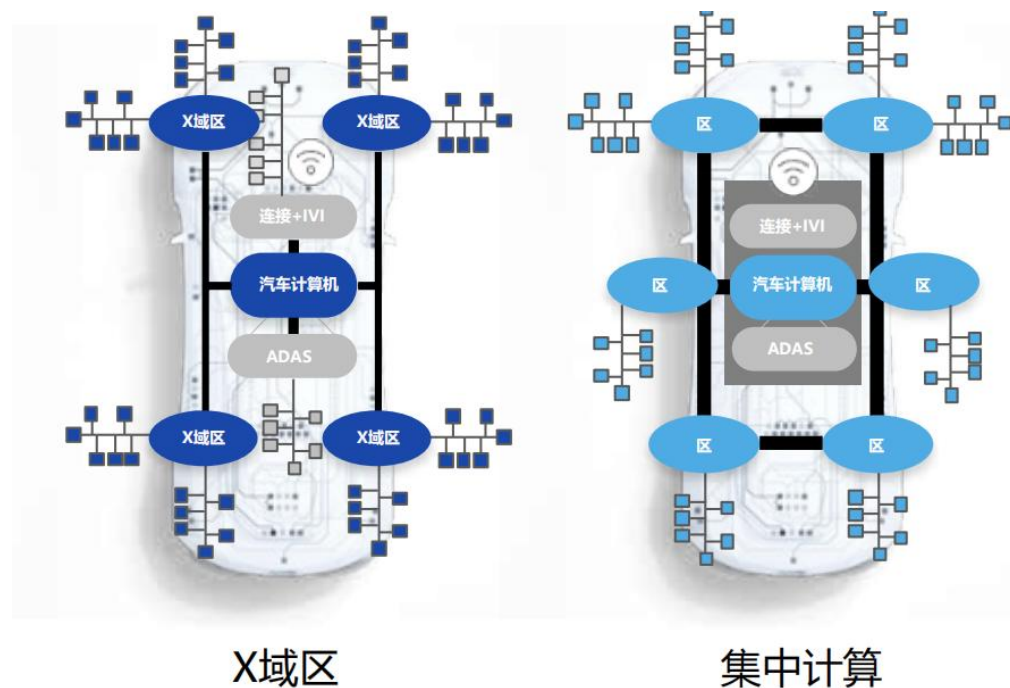 X域区
X域区
连接+IVI
汽车计算机
ADAS
X域区
X域区
X域区
区
区
连接+IVI
区
汽车计算机
区
ADAS
区
区
集中计算